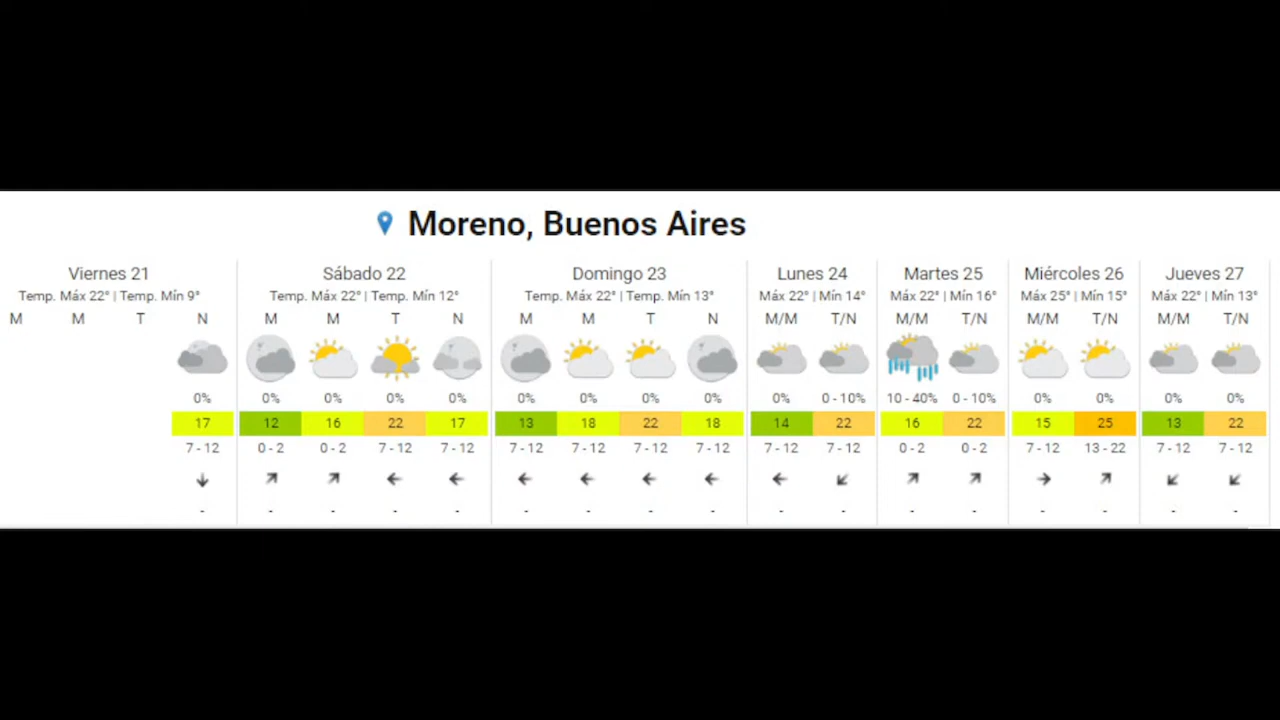 Moreno, Buenos Aires
Viernes 21 Sábado 22 Domingo 23 Lunes 24 Martes 25 Miércoles 26 Jueves 27
Temp. Máx 22° | Temp. Mín 9° Temp. Máx 22° | Temp. Mín 12° Temp. Máx 22° | Temp. Mín 13° Máx 22° | Mín 14° Máx 22° | Mín 16° Máx 25° | Mín 15° Máx 22° | Mín 13°
M M T N M M T N M M T N M/M T/N M/M T/N M/M T/N M/M T/N
0% 0% 0% 0% 0% 0% 0% 0% 0% 0% 0 - 10% 10 - 40% 0 - 10% 0% 0% 0% 0%
17 12 16 22 17 13 18 22 18 14 22 16 22 15 25 13 22
7 - 12 0 - 2 0 - 2 7 - 12 7 - 12 7 - 12 7 - 12 7 - 12 7 - 12 7 - 12 7 - 12 0 - 2 0 - 2 7 - 12 13 - 22 7 - 12 7 - 12
- - - - - - - - - - - - - - - - -